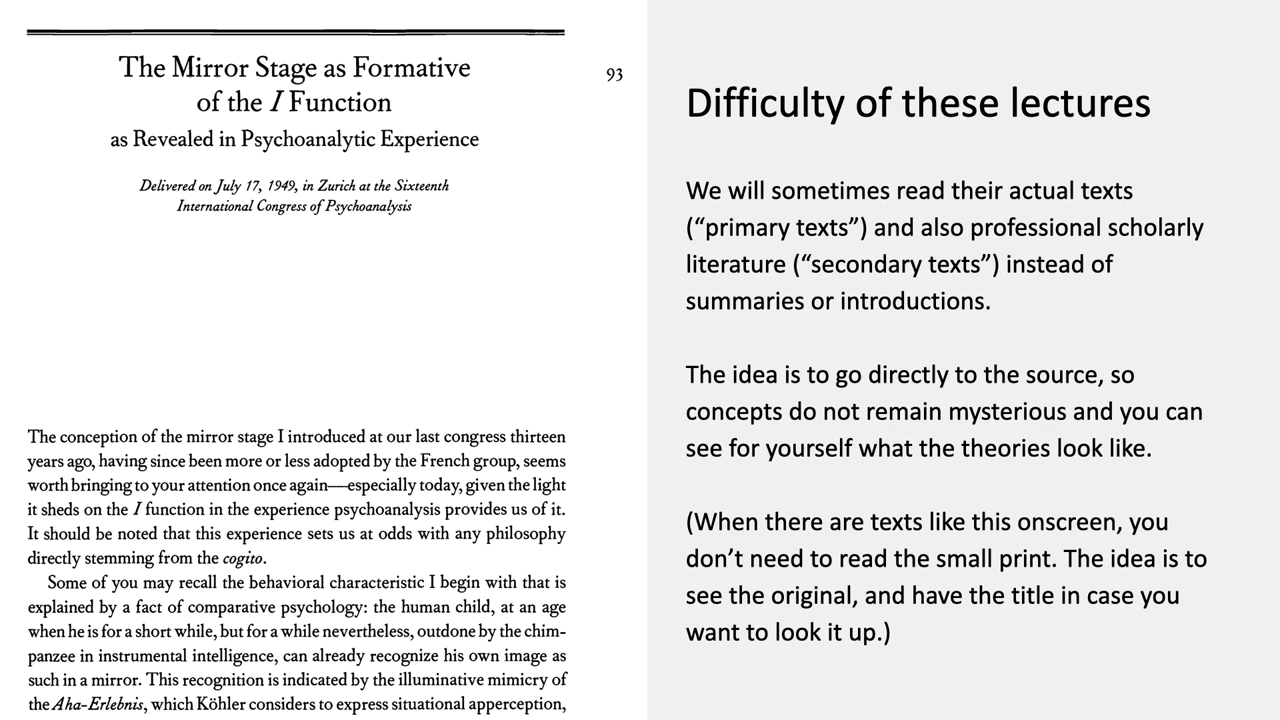 The Mirror Stage as Formative
of the I Function
as Revealed in Psychoanalytic Experience
93
Delivered on July 17, 1949, in Zurich at the Sixteenth
International Congress of Psychoanalysis
The conception of the mirror stage I introduced at our last congress thirteen
years ago, having since been more or less adopted by the French group, seems
worth bringing to your attention once again—especially today, given the light
it sheds on the I function in the experience psychoanalysis provides us of it.
It should be noted that this experience sets us at odds with any philosophy
directly stemming from the cogito.
Some of you may recall the behavioral characteristic I begin with that is
explained by a fact of comparative psychology: the human child, at an age
when he is for a short while, but for a while nevertheless, outdone by the chim-
panzee in instrumental intelligence, can already recognize his own image as
such in a mirror. This recognition is indicated by the illuminative mimicry of
the Aha-Erlebnis, which Köhler considers to express situational apperception,
Difficulty of these lectures
We will sometimes read their actual texts
(“primary texts”) and also professional scholarly
literature (“secondary texts”) instead of
summaries or introductions.
The idea is to go directly to the source, so
concepts do not remain mysterious and you can
see for yourself what the theories look like.
(When there are texts like this onscreen, you
don’t need to read the small print. The idea is to
see the original, and have the title in case you
want to look it up.)